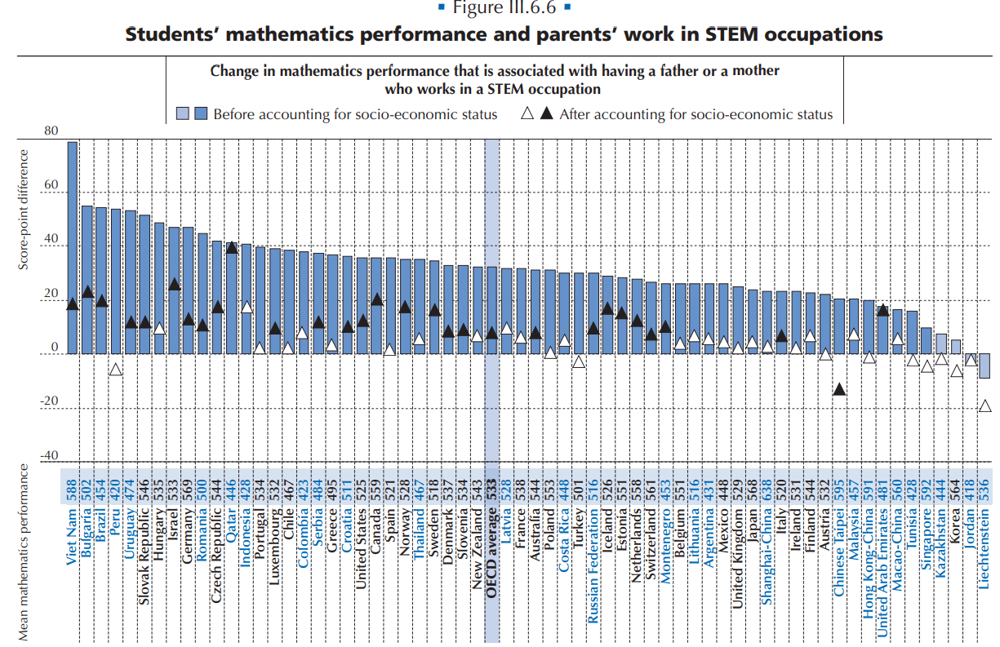 ▪ Figure III.6.6 ▪
Students’ mathematics performance and parents’ work in STEM occupations
Change in mathematics performance that is associated with having a father or a mother
who works in a STEM occupation
Before accounting for socio-economic status
After accounting for socio-economic status
Score-point difference
80
60
40
20
0
-20
-40
Mean mathematics performance
Viet Nam 588
Bulgaria 502
Brazil 454
Peru 420
Uruguay 474
Slovak Republic 546
Hungary 535
Israel 533
Germany 569
Romania 500
Czech Republic 544
Qatar 446
Indonesia 428
Portugal 534
Luxembourg 532
Chile 467
Colombia 423
Serbia 484
Greece 495
Croatia 511
United States 525
Canada 559
Spain 521
Norway 528
Thailand 467
Sweden 518
Denmark 537
Slovenia 534
New Zealand 543
OECD average 533
Latvia 528
France 538
Australia 544
Poland 553
Costa Rica 448
Turkey 501
Russian Federation 516
Iceland 526
Estonia 551
Netherlands 558
Switzerland 561
Montenegro 453
Belgium 551
Lithuania 516
Argentina 431
Mexico 448
United Kingdom 529
Japan 568
Shanghai-China 638
Italy 520
Ireland 531
Finland 544
Austria 532
Chinese Taipei 595
Malaysia 457
Hong Kong-China 591
United Arab Emirates 481
Macao-China 560
Tunisia 428
Singapore 592
Kazakhstan 444
Korea 564
Jordan 418
Liechtenstein 536